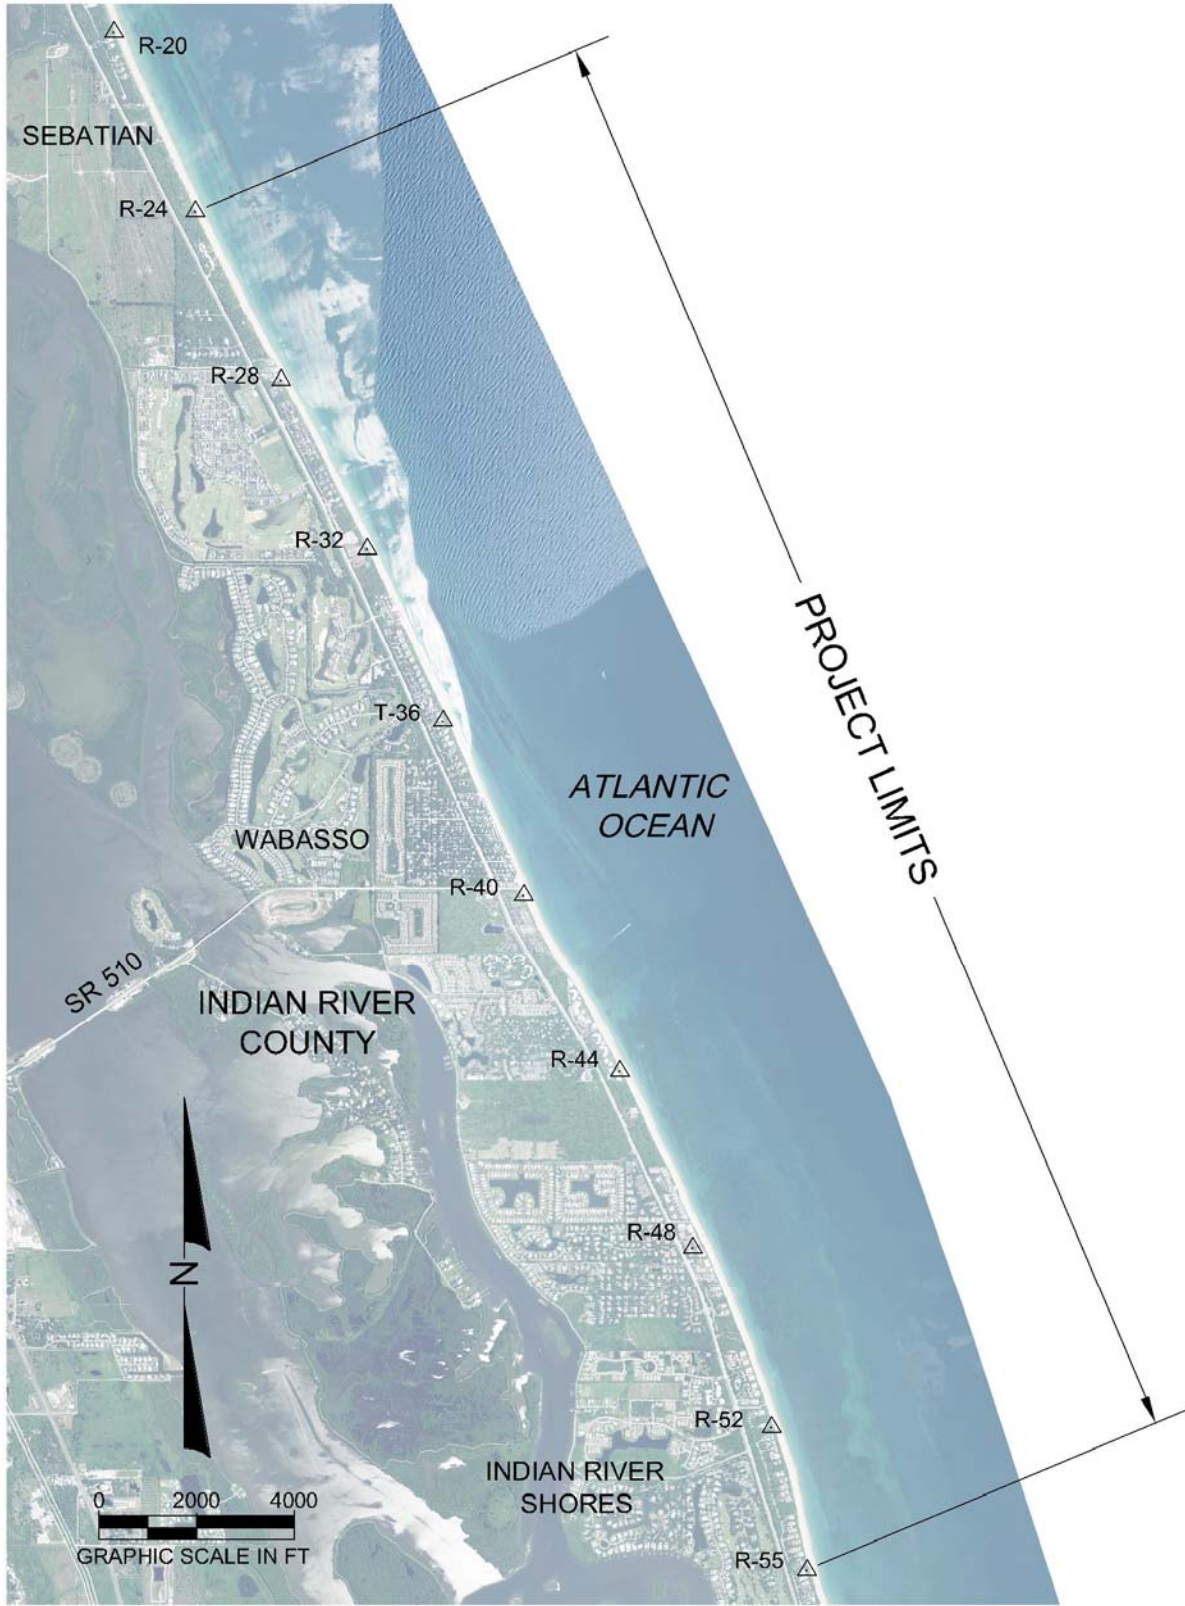 R-20
SEBATIAN
R-24
R-28
R-32
PROJECT LIMITS
T-36
ATLANTIC
OCEAN
WABASSO
R-40
SR 510
INDIAN RIVER
COUNTY
R-44
R-48
N
R-52
INDIAN RIVER
SHORES
0 2000 4000
GRAPHIC SCALE IN FT
R-55